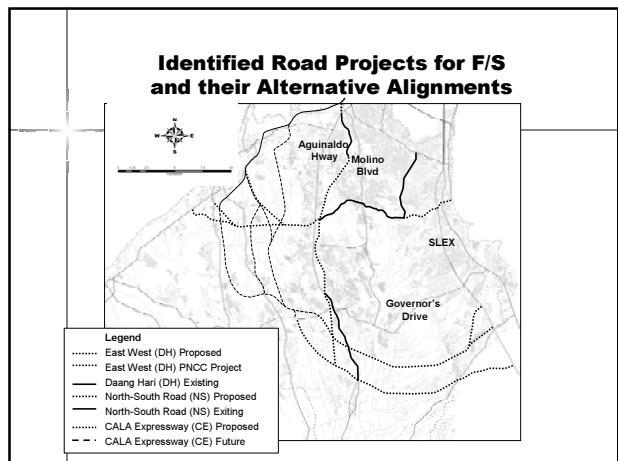 Identified Road Projects for F/S
and their Alternative Alignments
N
W E
S
Aguinaldo
Hway
Molino
Blvd
SLEX
Governor's
Drive
Legend
East West (DH) Proposed
East West (DH) PNCC Project
Daang Hari (DH) Existing
North-South Road (NS) Proposed
North-South Road (NS) Exiting
CALA Expressway (CE) Proposed
CALA Expressway (CE) Future